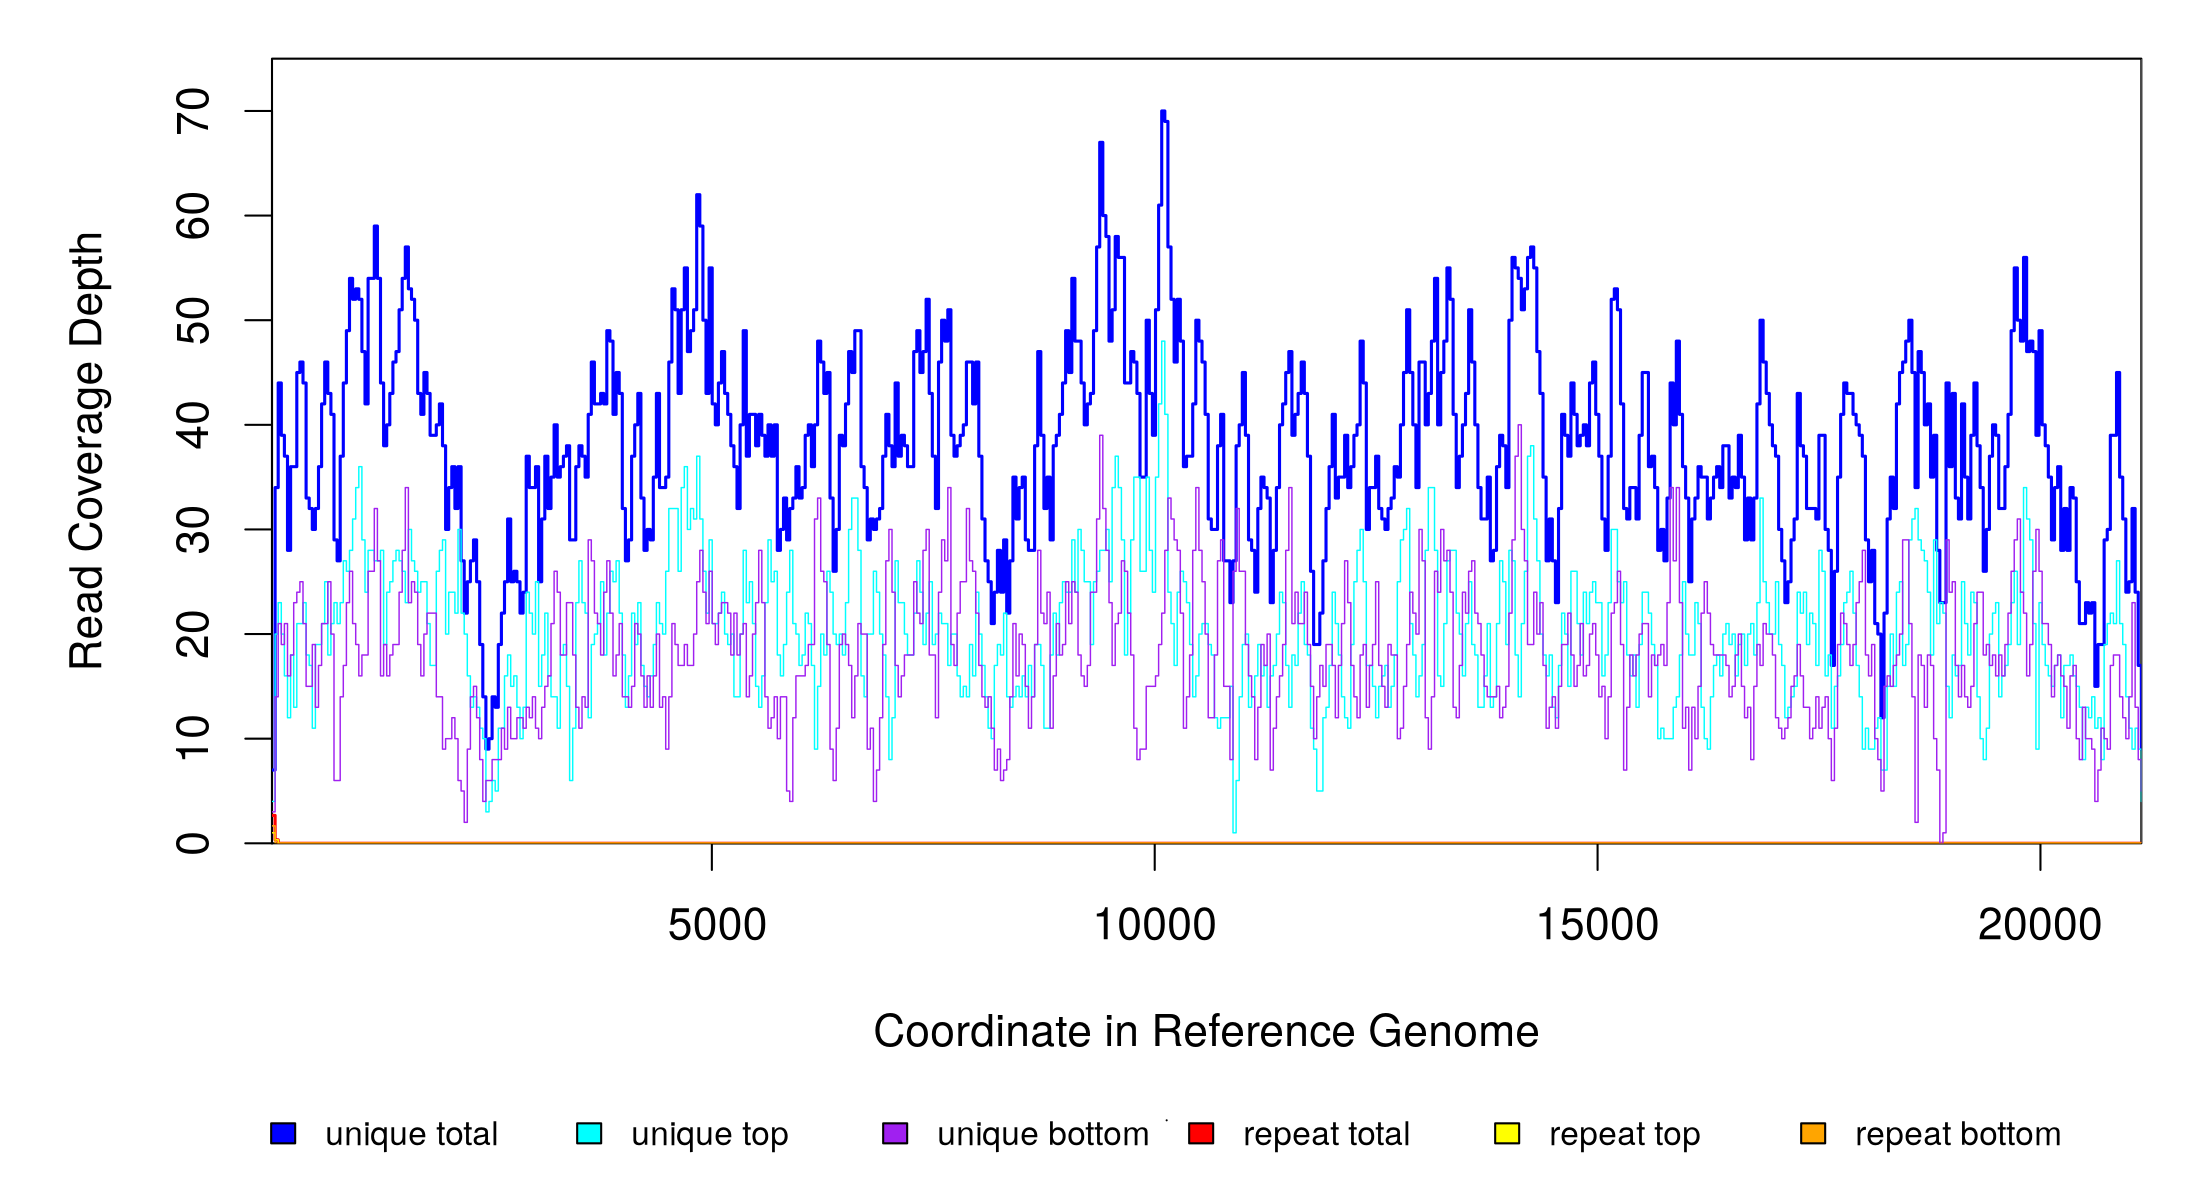 Read Coverage Depth
70
60
50
40
30
20
10
0
5000 10000 15000 20000
Coordinate in Reference Genome
unique total unique top unique bottom repeat total repeat top repeat bottom